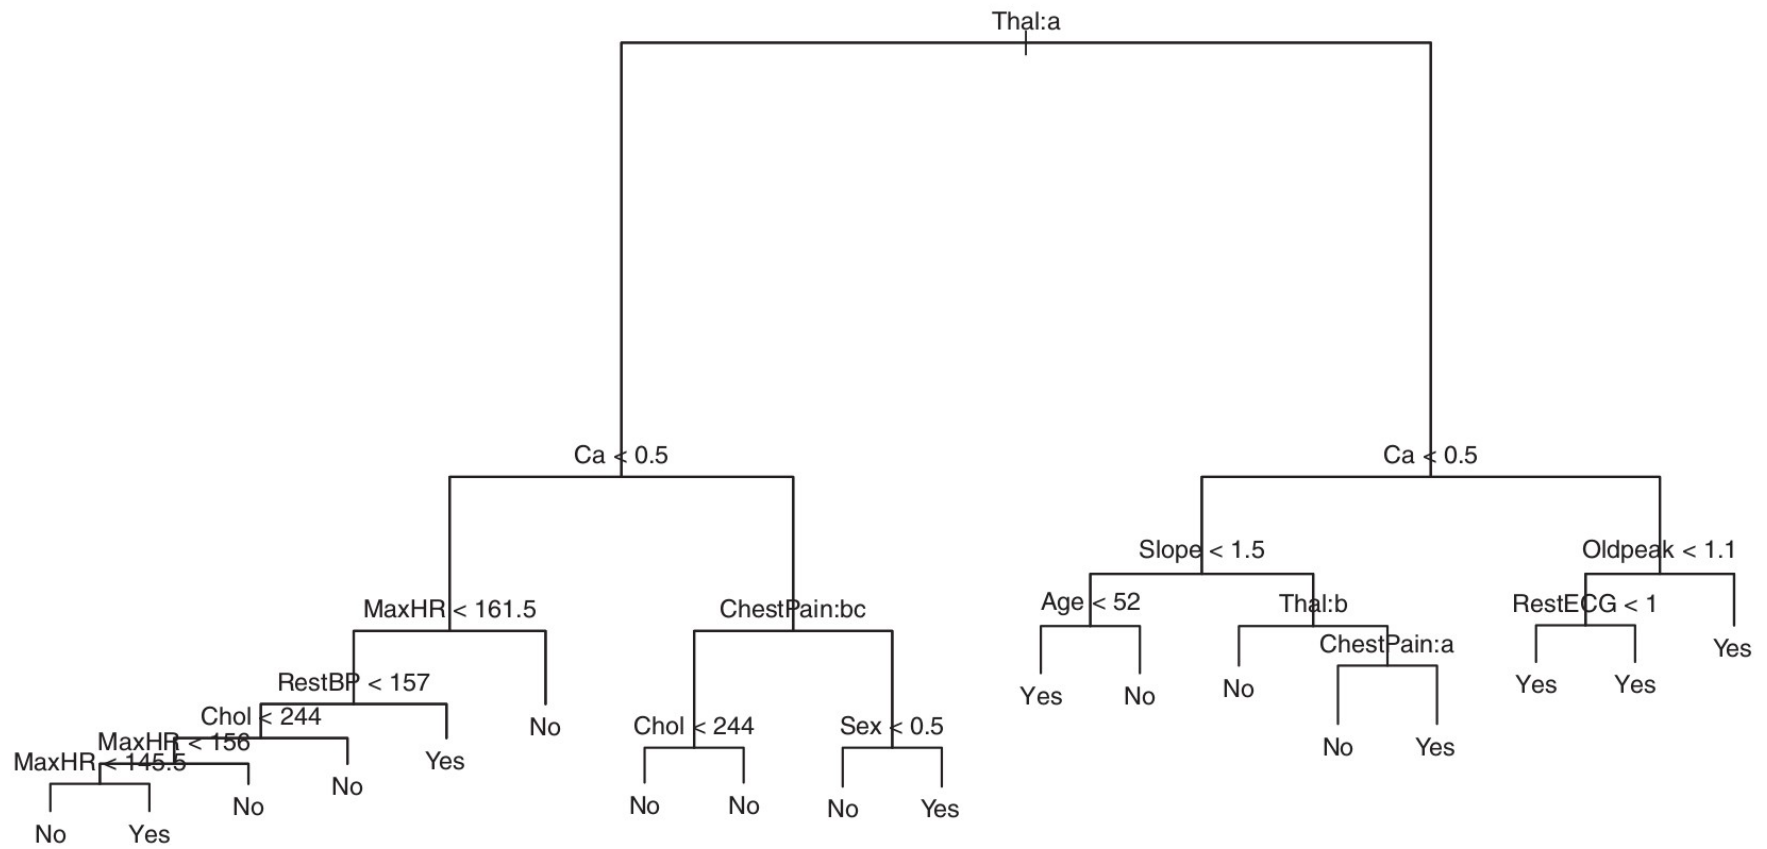 Thal:a
Ca < 0.5
Ca < 0.5
Slope < 1.5
Oldpeak < 1.1
MaxHR < 161.5
ChestPain:bc
Age < 52
Thal:b
RestECG < 1
ChestPain:a
Yes
RestBP < 157
Yes
No
No
Yes
Yes
Chol < 244
No
Chol < 244
Sex < 0.5
MaxHR < 156
No
Yes
MaxHR < 145.5
Yes
No
No
No
No
No
Yes
No
Yes